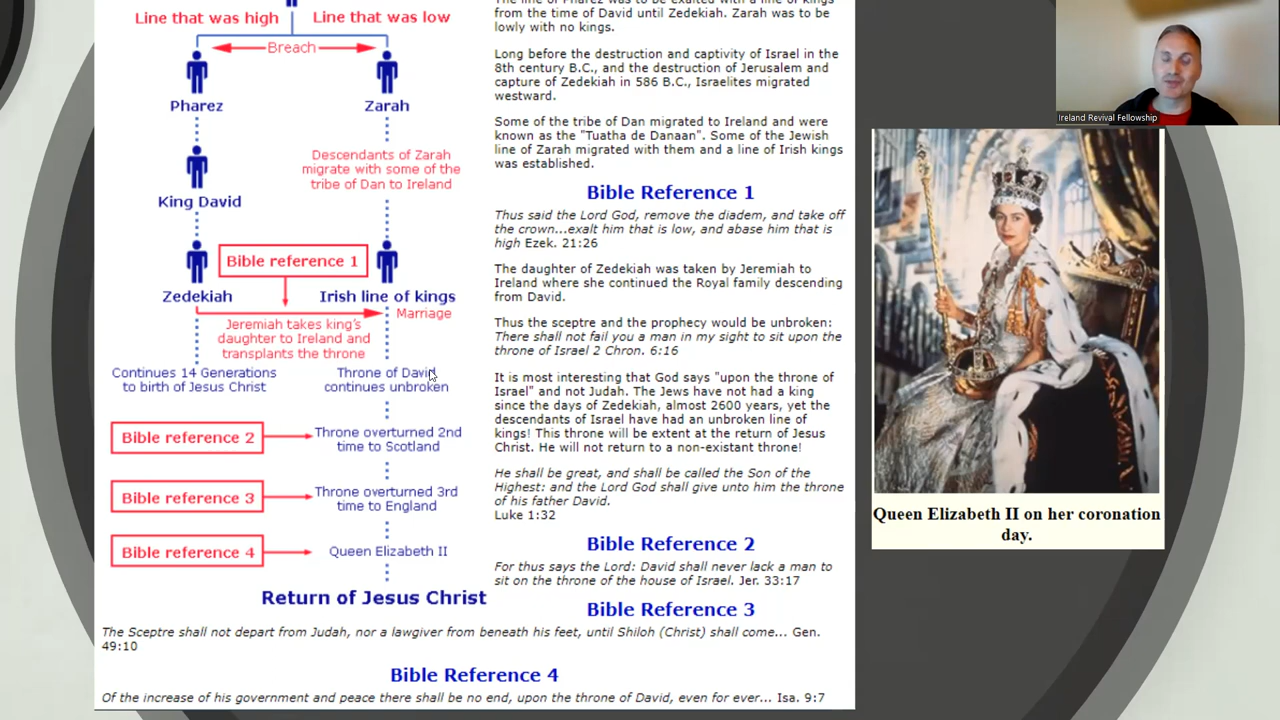 Line that was high
Line that was low
Breach
Pharez
Zarah
Descendants of Zarah
migrate with some of the
tribe of Dan to Ireland
King David
Bible reference 1
Zedekiah
Irish line of kings
Marriage
Jeremiah takes king's
daughter to Ireland and
transplants the throne
Continues 14 Generations
to birth of Jesus Christ
Throne of David
continues unbroken
Bible reference 2
Throne overturned 2nd
time to Scotland
Bible reference 3
Throne overturned 3rd
time to England
Bible reference 4
Queen Elizabeth II
Return of Jesus Christ
The line of Pharez was to be exalted with a line of kings
from the time of David until Zedekiah. Zarah was to be
lowly with no kings.
Long before the destruction and captivity of Israel in the
8th century B.C., and the destruction of Jerusalem and
capture of Zedekiah in 586 B.C., Israelites migrated
westward.
Some of the tribe of Dan migrated to Ireland and were
known as the "Tuatha de Danaan". Some of the Jewish
line of Zarah migrated with them and a line of Irish kings
was established.
Bible Reference 1
Thus said the Lord God, remove the diadem, and take off
the crown...exalt him that is low, and abase him that is
high Ezek. 21:26
The daughter of Zedekiah was taken by Jeremiah to
Ireland where she continued the Royal family descending
from David.
Thus the sceptre and the prophecy would be unbroken:
There shall not fail you a man in my sight to sit upon the
throne of Israel 2 Chron. 6:16
It is most interesting that God says "upon the throne of
Israel" and not Judah. The Jews have not had a king
since the days of Zedekiah, almost 2600 years, yet the
descendants of Israel have had an unbroken line of
kings! This throne will be extent at the return of Jesus
Christ. He will not return to a non-existant throne!
He shall be great, and shall be called the Son of the
Highest: and the Lord God shall give unto him the throne
of his father David.
Luke 1:32
Bible Reference 2
For thus says the Lord: David shall never lack a man to
sit on the throne of the house of Israel. Jer. 33:17
Bible Reference 3
The Sceptre shall not depart from Judah, nor a lawgiver from beneath his feet, until Shiloh (Christ) shall come... Gen.
49:10
Bible Reference 4
Of the increase of his government and peace there shall be no end, upon the throne of David, even for ever... Isa. 9:7
Ireland Revival Fellowship
Queen Elizabeth II on her coronation
day.